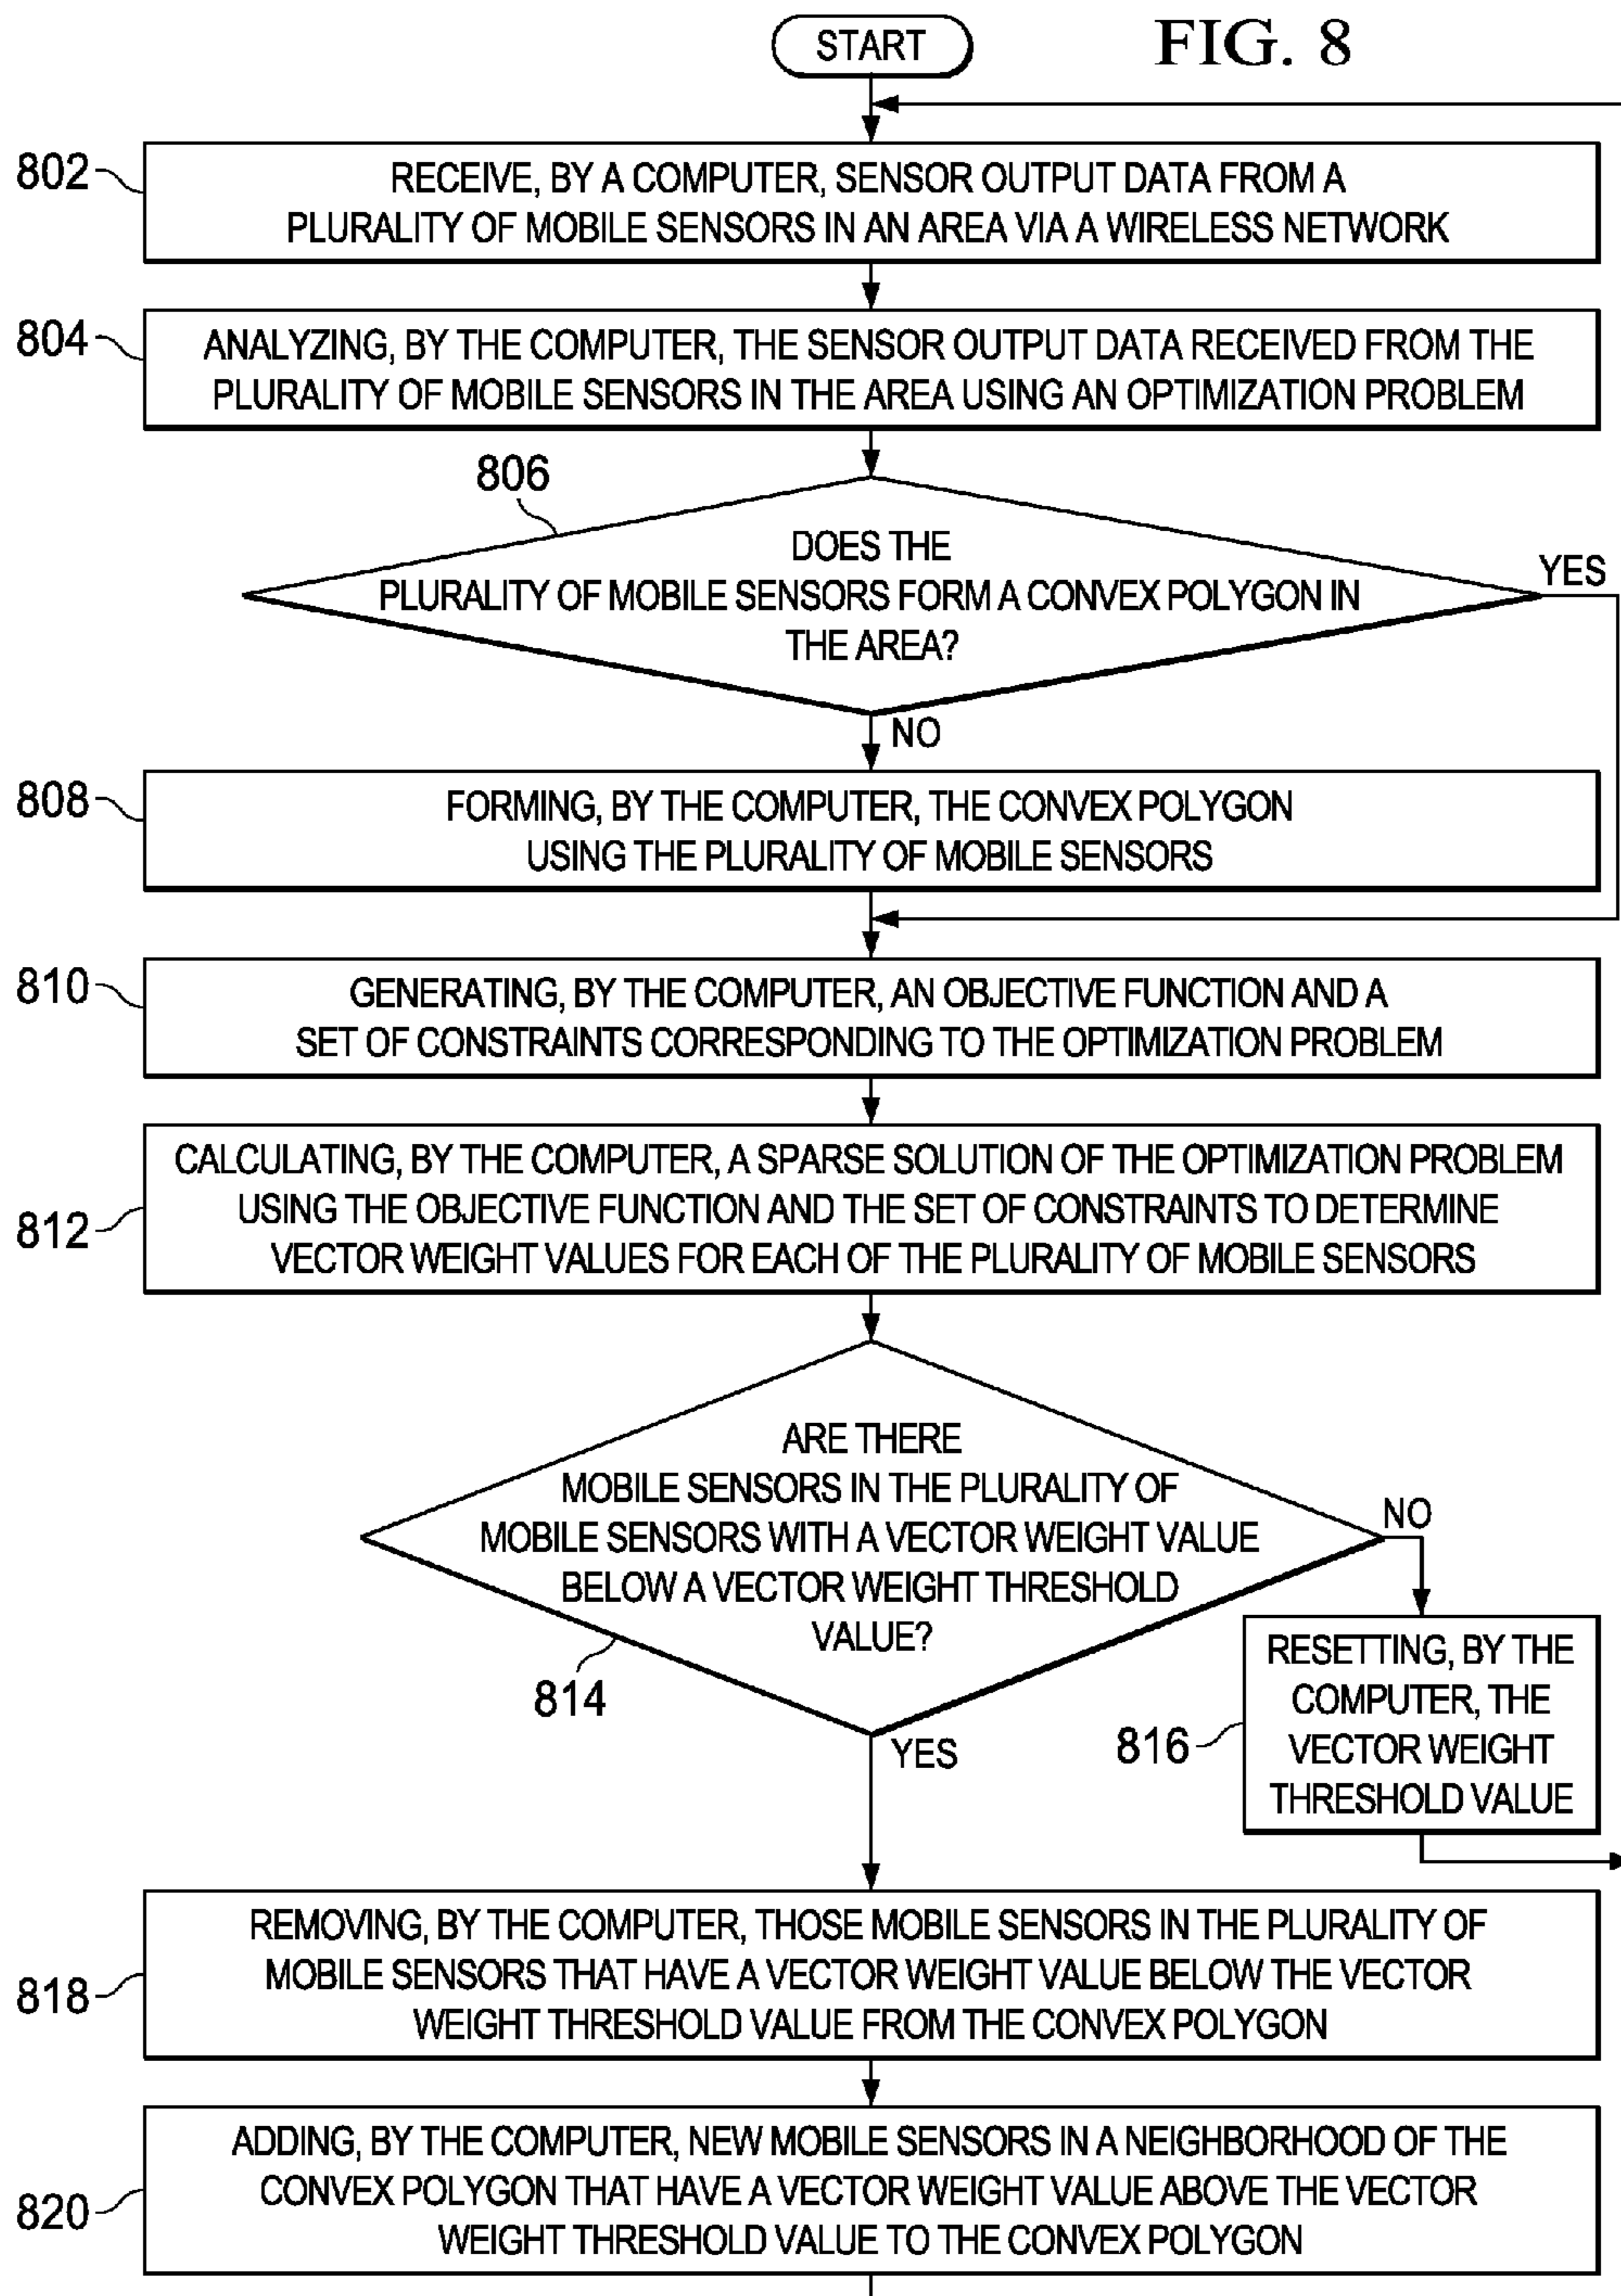 START
FIG. 8
802
RECEIVE, BY A COMPUTER, SENSOR OUTPUT DATA FROM A
PLURALITY OF MOBILE SENSORS IN AN AREA VIA A WIRELESS NETWORK
804
ANALYZING, BY THE COMPUTER, THE SENSOR OUTPUT DATA RECEIVED FROM THE
PLURALITY OF MOBILE SENSORS IN THE AREA USING AN OPTIMIZATION PROBLEM
806
DOES THE
PLURALITY OF MOBILE SENSORS FORM A CONVEX POLYGON IN
THE AREA?
YES
NO
808
FORMING, BY THE COMPUTER, THE CONVEX POLYGON
USING THE PLURALITY OF MOBILE SENSORS
810
GENERATING, BY THE COMPUTER, AN OBJECTIVE FUNCTION AND A
SET OF CONSTRAINTS CORRESPONDING TO THE OPTIMIZATION PROBLEM
812
CALCULATING, BY THE COMPUTER, A SPARSE SOLUTION OF THE OPTIMIZATION PROBLEM
USING THE OBJECTIVE FUNCTION AND THE SET OF CONSTRAINTS TO DETERMINE
VECTOR WEIGHT VALUES FOR EACH OF THE PLURALITY OF MOBILE SENSORS
ARE THERE
MOBILE SENSORS IN THE PLURALITY OF
MOBILE SENSORS WITH A VECTOR WEIGHT VALUE
BELOW A VECTOR WEIGHT THRESHOLD
VALUE?
814
NO
YES
816
RESETTING, BY THE
COMPUTER, THE
VECTOR WEIGHT
THRESHOLD VALUE
818
REMOVING, BY THE COMPUTER, THOSE MOBILE SENSORS IN THE PLURALITY OF
MOBILE SENSORS THAT HAVE A VECTOR WEIGHT VALUE BELOW THE VECTOR
WEIGHT THRESHOLD VALUE FROM THE CONVEX POLYGON
820
ADDING, BY THE COMPUTER, NEW MOBILE SENSORS IN A NEIGHBORHOOD OF THE
CONVEX POLYGON THAT HAVE A VECTOR WEIGHT VALUE ABOVE THE VECTOR
WEIGHT THRESHOLD VALUE TO THE CONVEX POLYGON